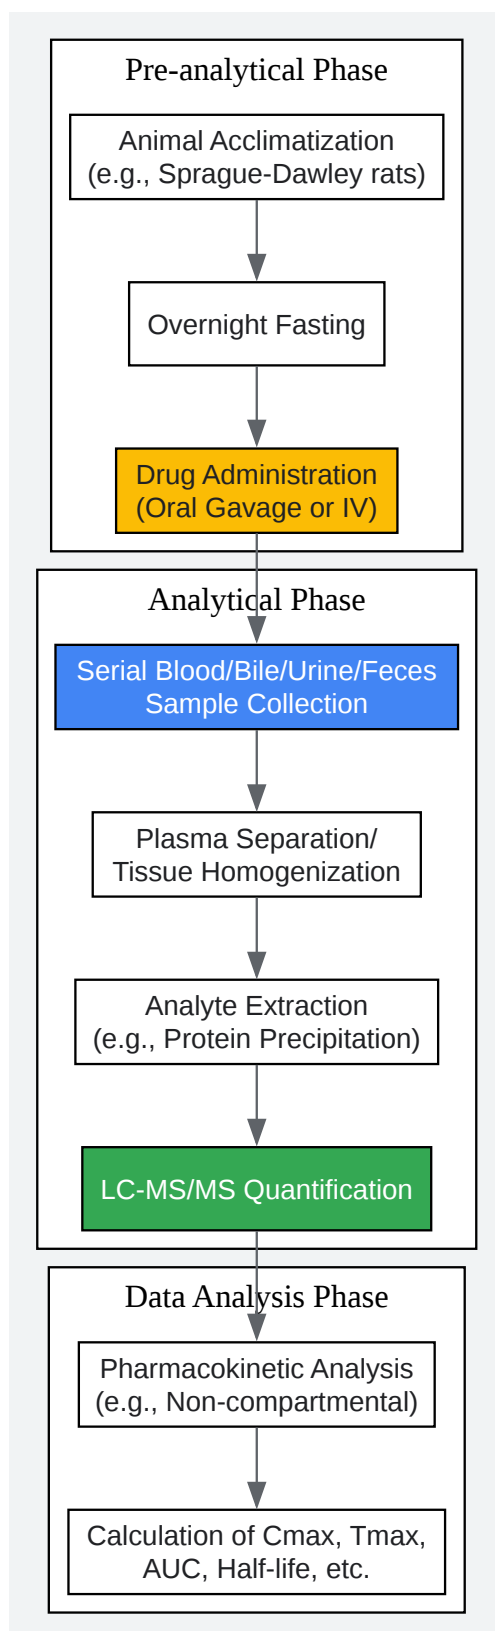 Pre-analytical Phase
Animal Acclimatization
(e.g., Sprague-Dawley rats)
Overnight Fasting
Drug Administration
(Oral Gavage or IV)
Analytical Phase
Serial Blood/Bile/Urine/Feces
Sample Collection
Plasma Separation/
Tissue Homogenization
Analyte Extraction
(e.g., Protein Precipitation)
LC-MS/MS Quantification
Data Analysis Phase
Pharmacokinetic Analysis
(e.g., Non-compartmental)
Calculation of Cmax, Tmax,
AUC, Half-life, etc.